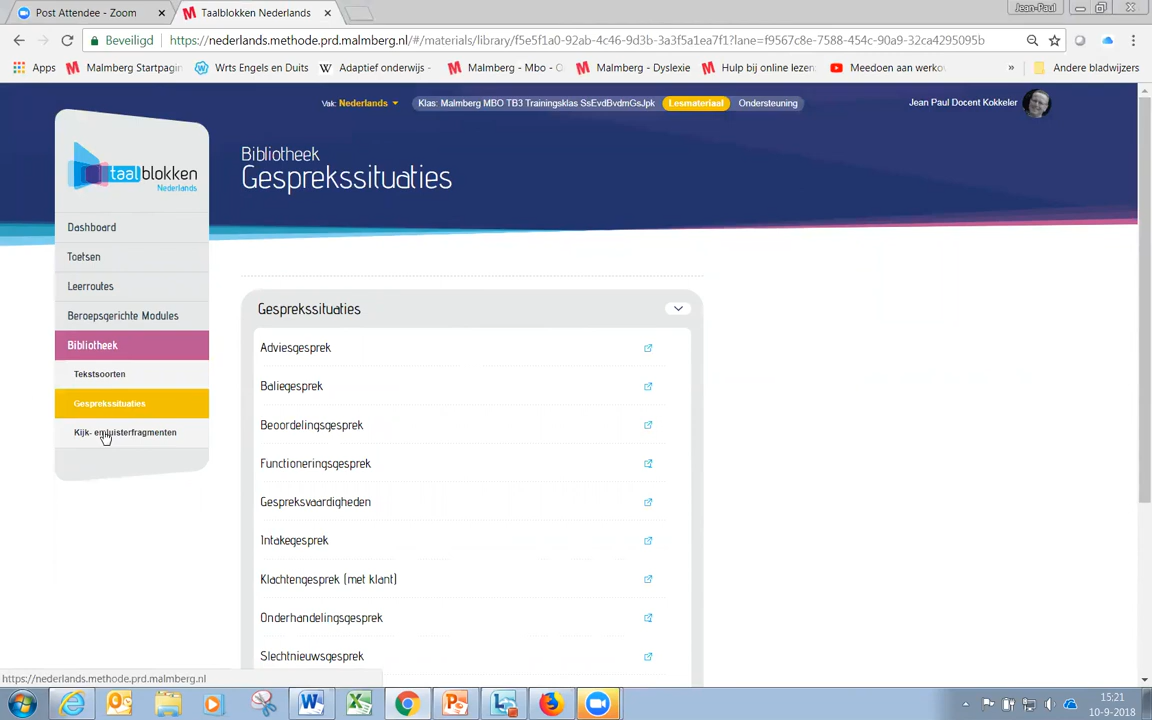 Post Attendee - Zoom
Taalblokken Nederlands
Jean-Paul
Beveiligd
https://nederlands.methode.prd.malmberg.nl/#/materials/library/f5e5f1a0-92ab-4c46-9d3b-3a3f5a1ea7f1?lane=f9567c8e-7588-454c-90a9-32ca4295095b
Apps
Malmberg Startpagin
Wrts Engels en Duits
Adaptief onderwijs -
Malmberg - Mbo - O
Malmberg - Dyslexie
Hulp bij online lezen:
Meedoen aan werko
»
Andere bladwijzers
Vak: Nederlands
Klas: Malmberg MBO TB3 Trainingsklas SsEvdBvdmGsJpk
Lesmateriaal
Ondersteuning
Jean Paul Docent Kokkeler
taalblokken
Nederlands
Bibliotheek
Gesprekssituaties
Dashboard
Toetsen
Leerroutes
Beroepsgerichte Modules
Bibliotheek
Tekstsoorten
Gesprekssituaties
Kijk- en luisterfragmenten
Gesprekssituaties
Adviesgesprek
Baliegesprek
Beoordelingsgesprek
Functioneringsgesprek
Gespreksvaardigheden
Intakegesprek
Klachtengesprek (met klant)
Onderhandelingsgesprek
Slechtnieuwsgesprek
https://nederlands.methode.prd.malmberg.nl
15:21
10-9-2018